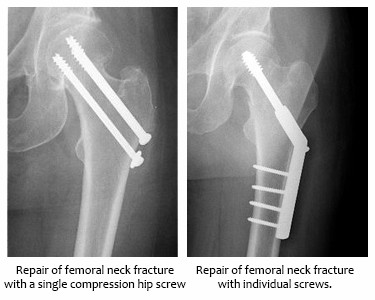 Repair of femoral neck fracture
with a single compression hip screw
Repair of femoral neck fracture
with individual screws.